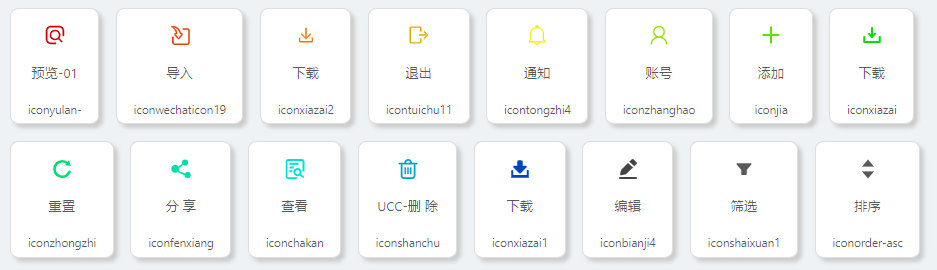 预览-01 导入 下载 退出 通知 账号 添加 下载
iconyulan- iconwechaticon19 iconxiazai2 icontuichu11 icontongzhi4 iconzhanghao iconjia iconxiazai
重置 分 享 查看 UCC-删 除 下载 编辑 筛选 排序
iconzhongzhi iconfenxiang iconchakan iconshanchu iconxiazai1 iconbianji4 iconshaixuan1 iconorder-asc